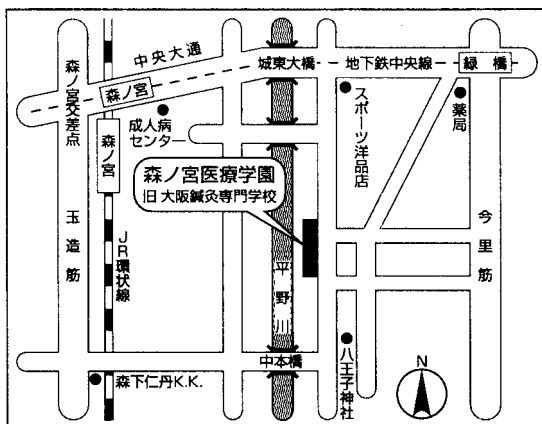 中央大通
城東大橋
地下鉄中央線
緑橋
森ノ宮交差点
森ノ宮
成人病
センター
スポーツ洋品店
薬局
森ノ宮
森ノ宮医療学園
旧 大阪鍼灸専門学校
玉造筋
JR環状線
平野川
今里筋
中本橋
森下仁丹K.K.
八王子神社
N